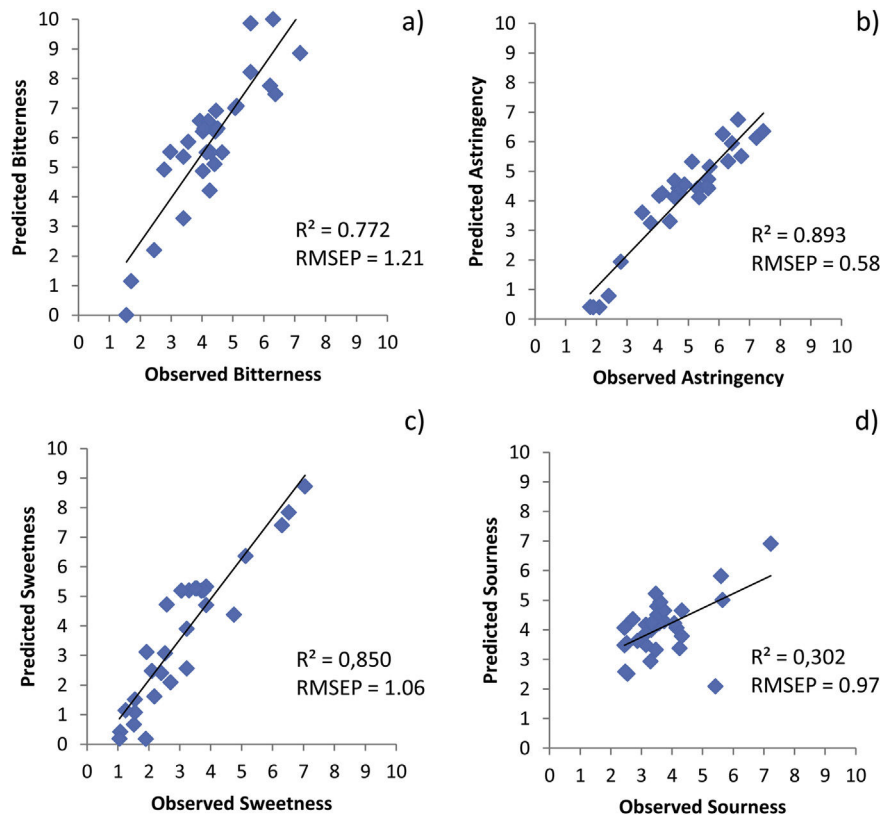 a)
Predicted Bitterness
10
9
8
7
6
5
4
3
2
1
0
R² = 0.772
RMSEP = 1.21
0 1 2 3 4 5 6 7 8 9 10
Observed Bitterness
b)
Predicted Astringency
10
9
8
7
6
5
4
3
2
1
0
R² = 0.893
RMSEP = 0.58
0 1 2 3 4 5 6 7 8 9 10
Observed Astringency
c)
Predicted Sweetness
10
9
8
7
6
5
4
3
2
1
0
R² = 0,850
RMSEP = 1.06
0 1 2 3 4 5 6 7 8 9 10
Observed Sweetness
d)
Predicted Sourness
10
9
8
7
6
5
4
3
2
1
0
R² = 0,302
RMSEP = 0.97
0 1 2 3 4 5 6 7 8 9 10
Observed Sourness